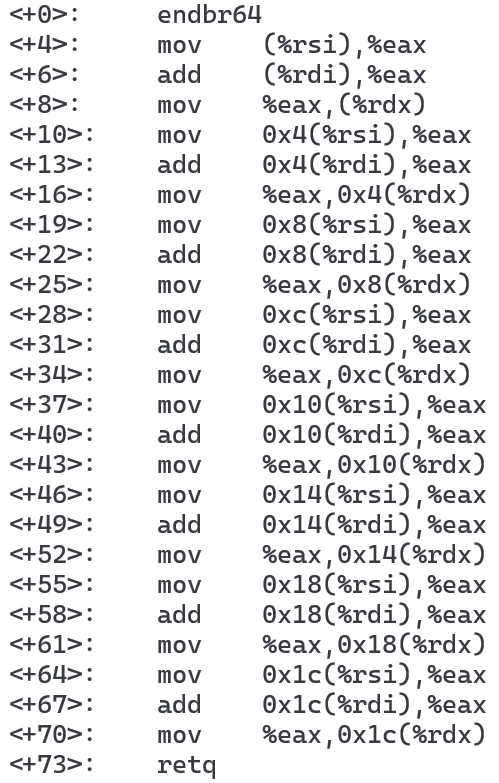 <+0>: endbr64
<+4>: mov (%rsi),%eax
<+6>: add (%rdi),%eax
<+8>: mov %eax,(%rdx)
<+10>: mov 0x4(%rsi),%eax
<+13>: add 0x4(%rdi),%eax
<+16>: mov %eax,0x4(%rdx)
<+19>: mov 0x8(%rsi),%eax
<+22>: add 0x8(%rdi),%eax
<+25>: mov %eax,0x8(%rdx)
<+28>: mov 0xc(%rsi),%eax
<+31>: add 0xc(%rdi),%eax
<+34>: mov %eax,0xc(%rdx)
<+37>: mov 0x10(%rsi),%eax
<+40>: add 0x10(%rdi),%eax
<+43>: mov %eax,0x10(%rdx)
<+46>: mov 0x14(%rsi),%eax
<+49>: add 0x14(%rdi),%eax
<+52>: mov %eax,0x14(%rdx)
<+55>: mov 0x18(%rsi),%eax
<+58>: add 0x18(%rdi),%eax
<+61>: mov %eax,0x18(%rdx)
<+64>: mov 0x1c(%rsi),%eax
<+67>: add 0x1c(%rdi),%eax
<+70>: mov %eax,0x1c(%rdx)
<+73>: retq